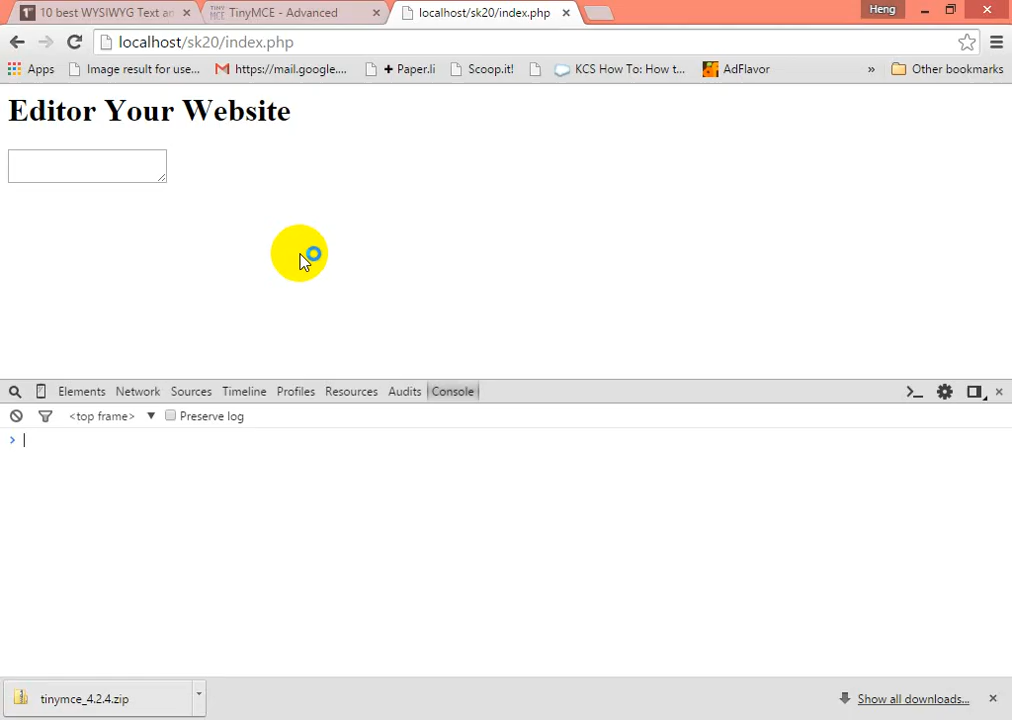 10 best WYSIWYG Text an
TinyMCE - Advanced
localhost/sk20/index.php
Heng
localhost/sk20/index.php
Apps
Image result for use...
https://mail.google....
+ Paper.li
Scoop.it!
KCS How To: How t...
AdFlavor
»
Other bookmarks
Editor Your Website
Elements
Network
Sources
Timeline
Profiles
Resources
Audits
Console
<top frame>
Preserve log
tinymce_4.2.4.zip
Show all downloads...